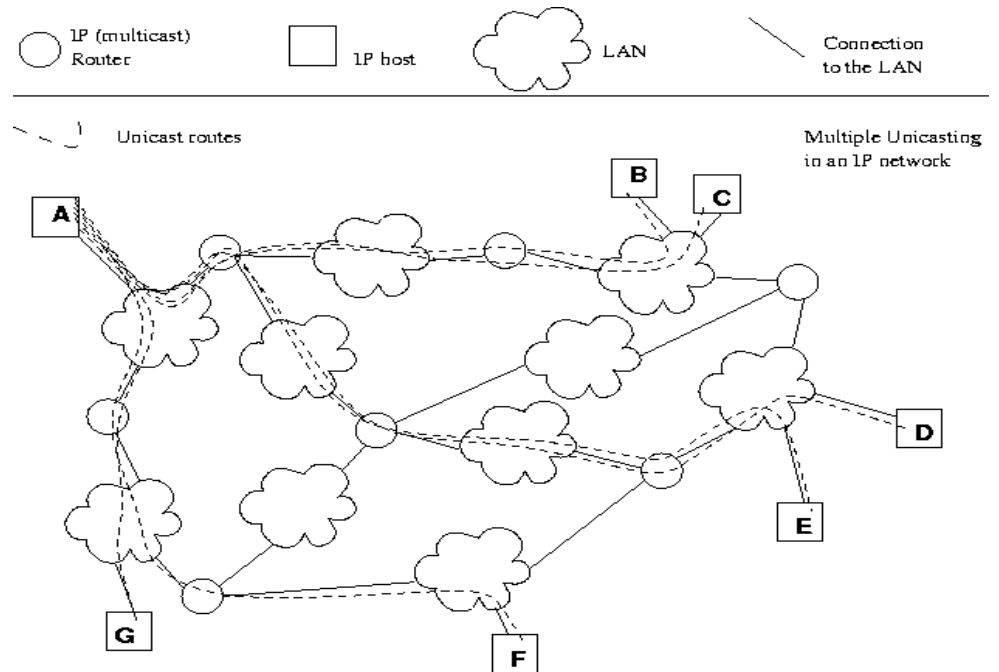 IP (multicast)
Router
IP host
LAN
Connection
to the LAN
Unicast routes
Multiple Unicasting
in an IP network
A
B
C
D
E
F
G